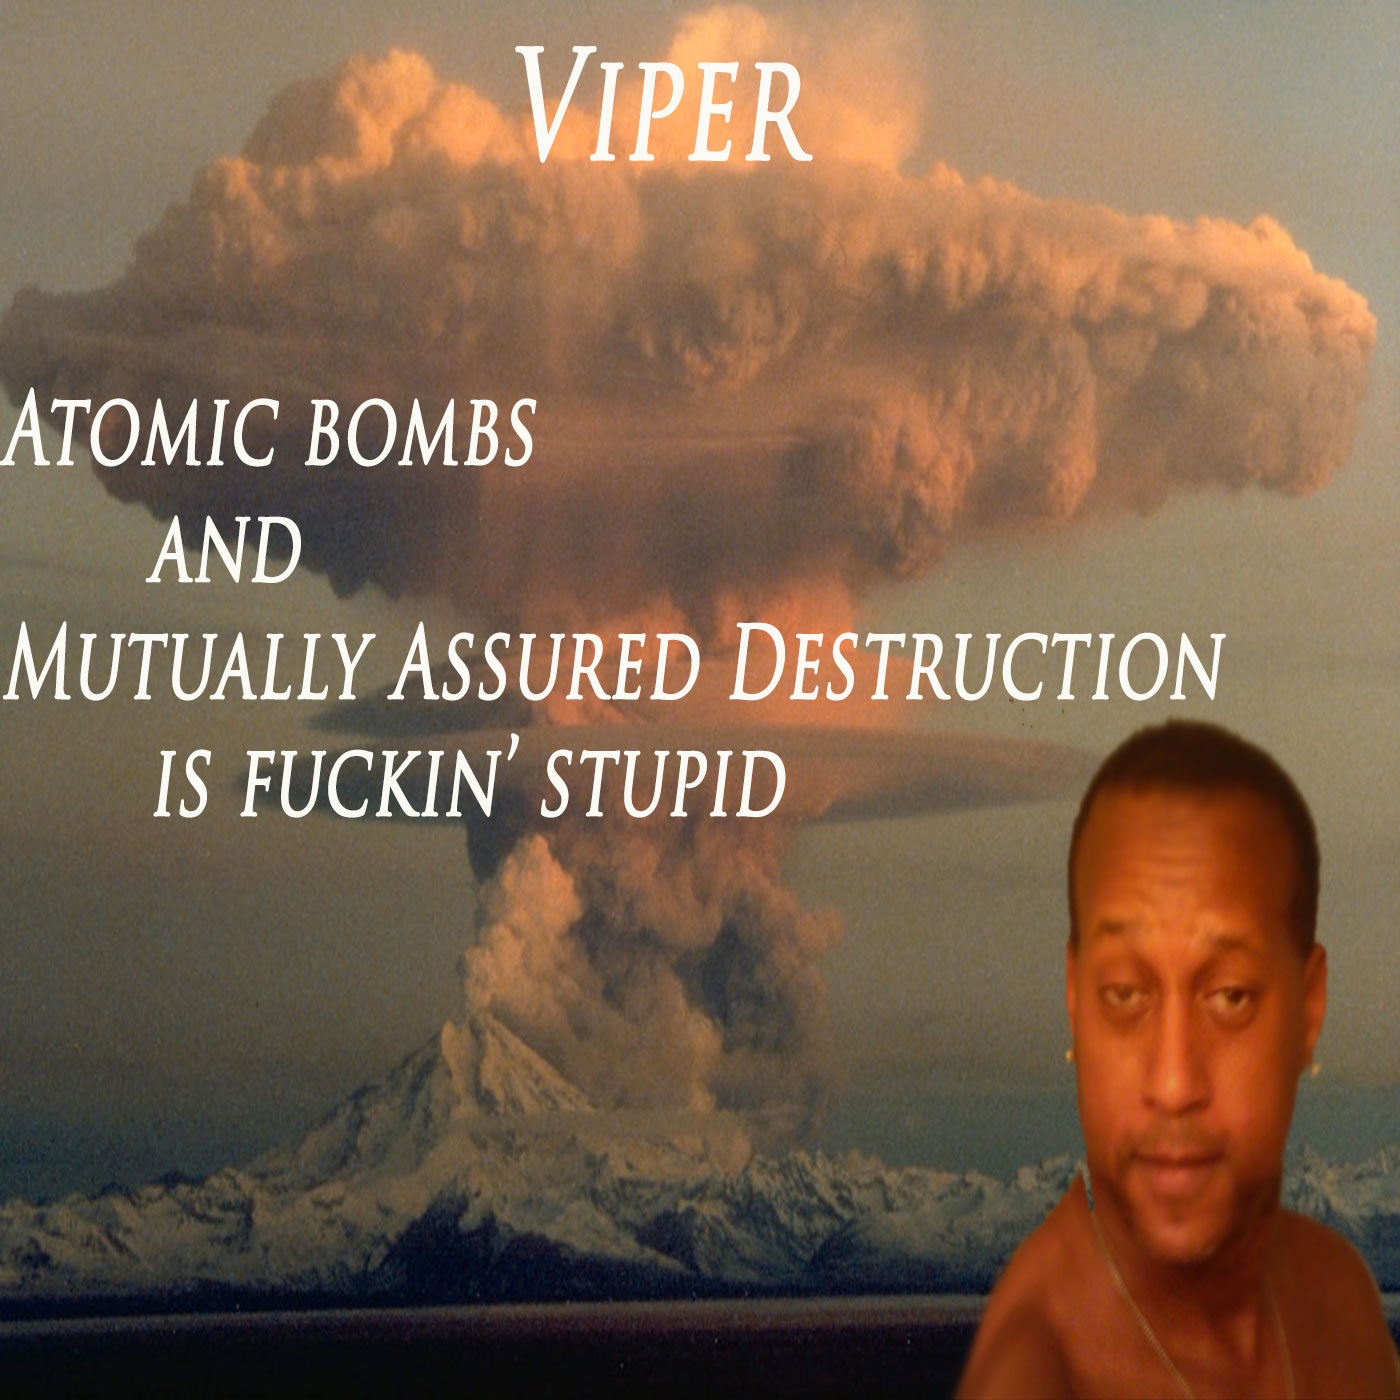 Viper
Atomic bombs
and
Mutually Assured Destruction
is fuckin’ stupid